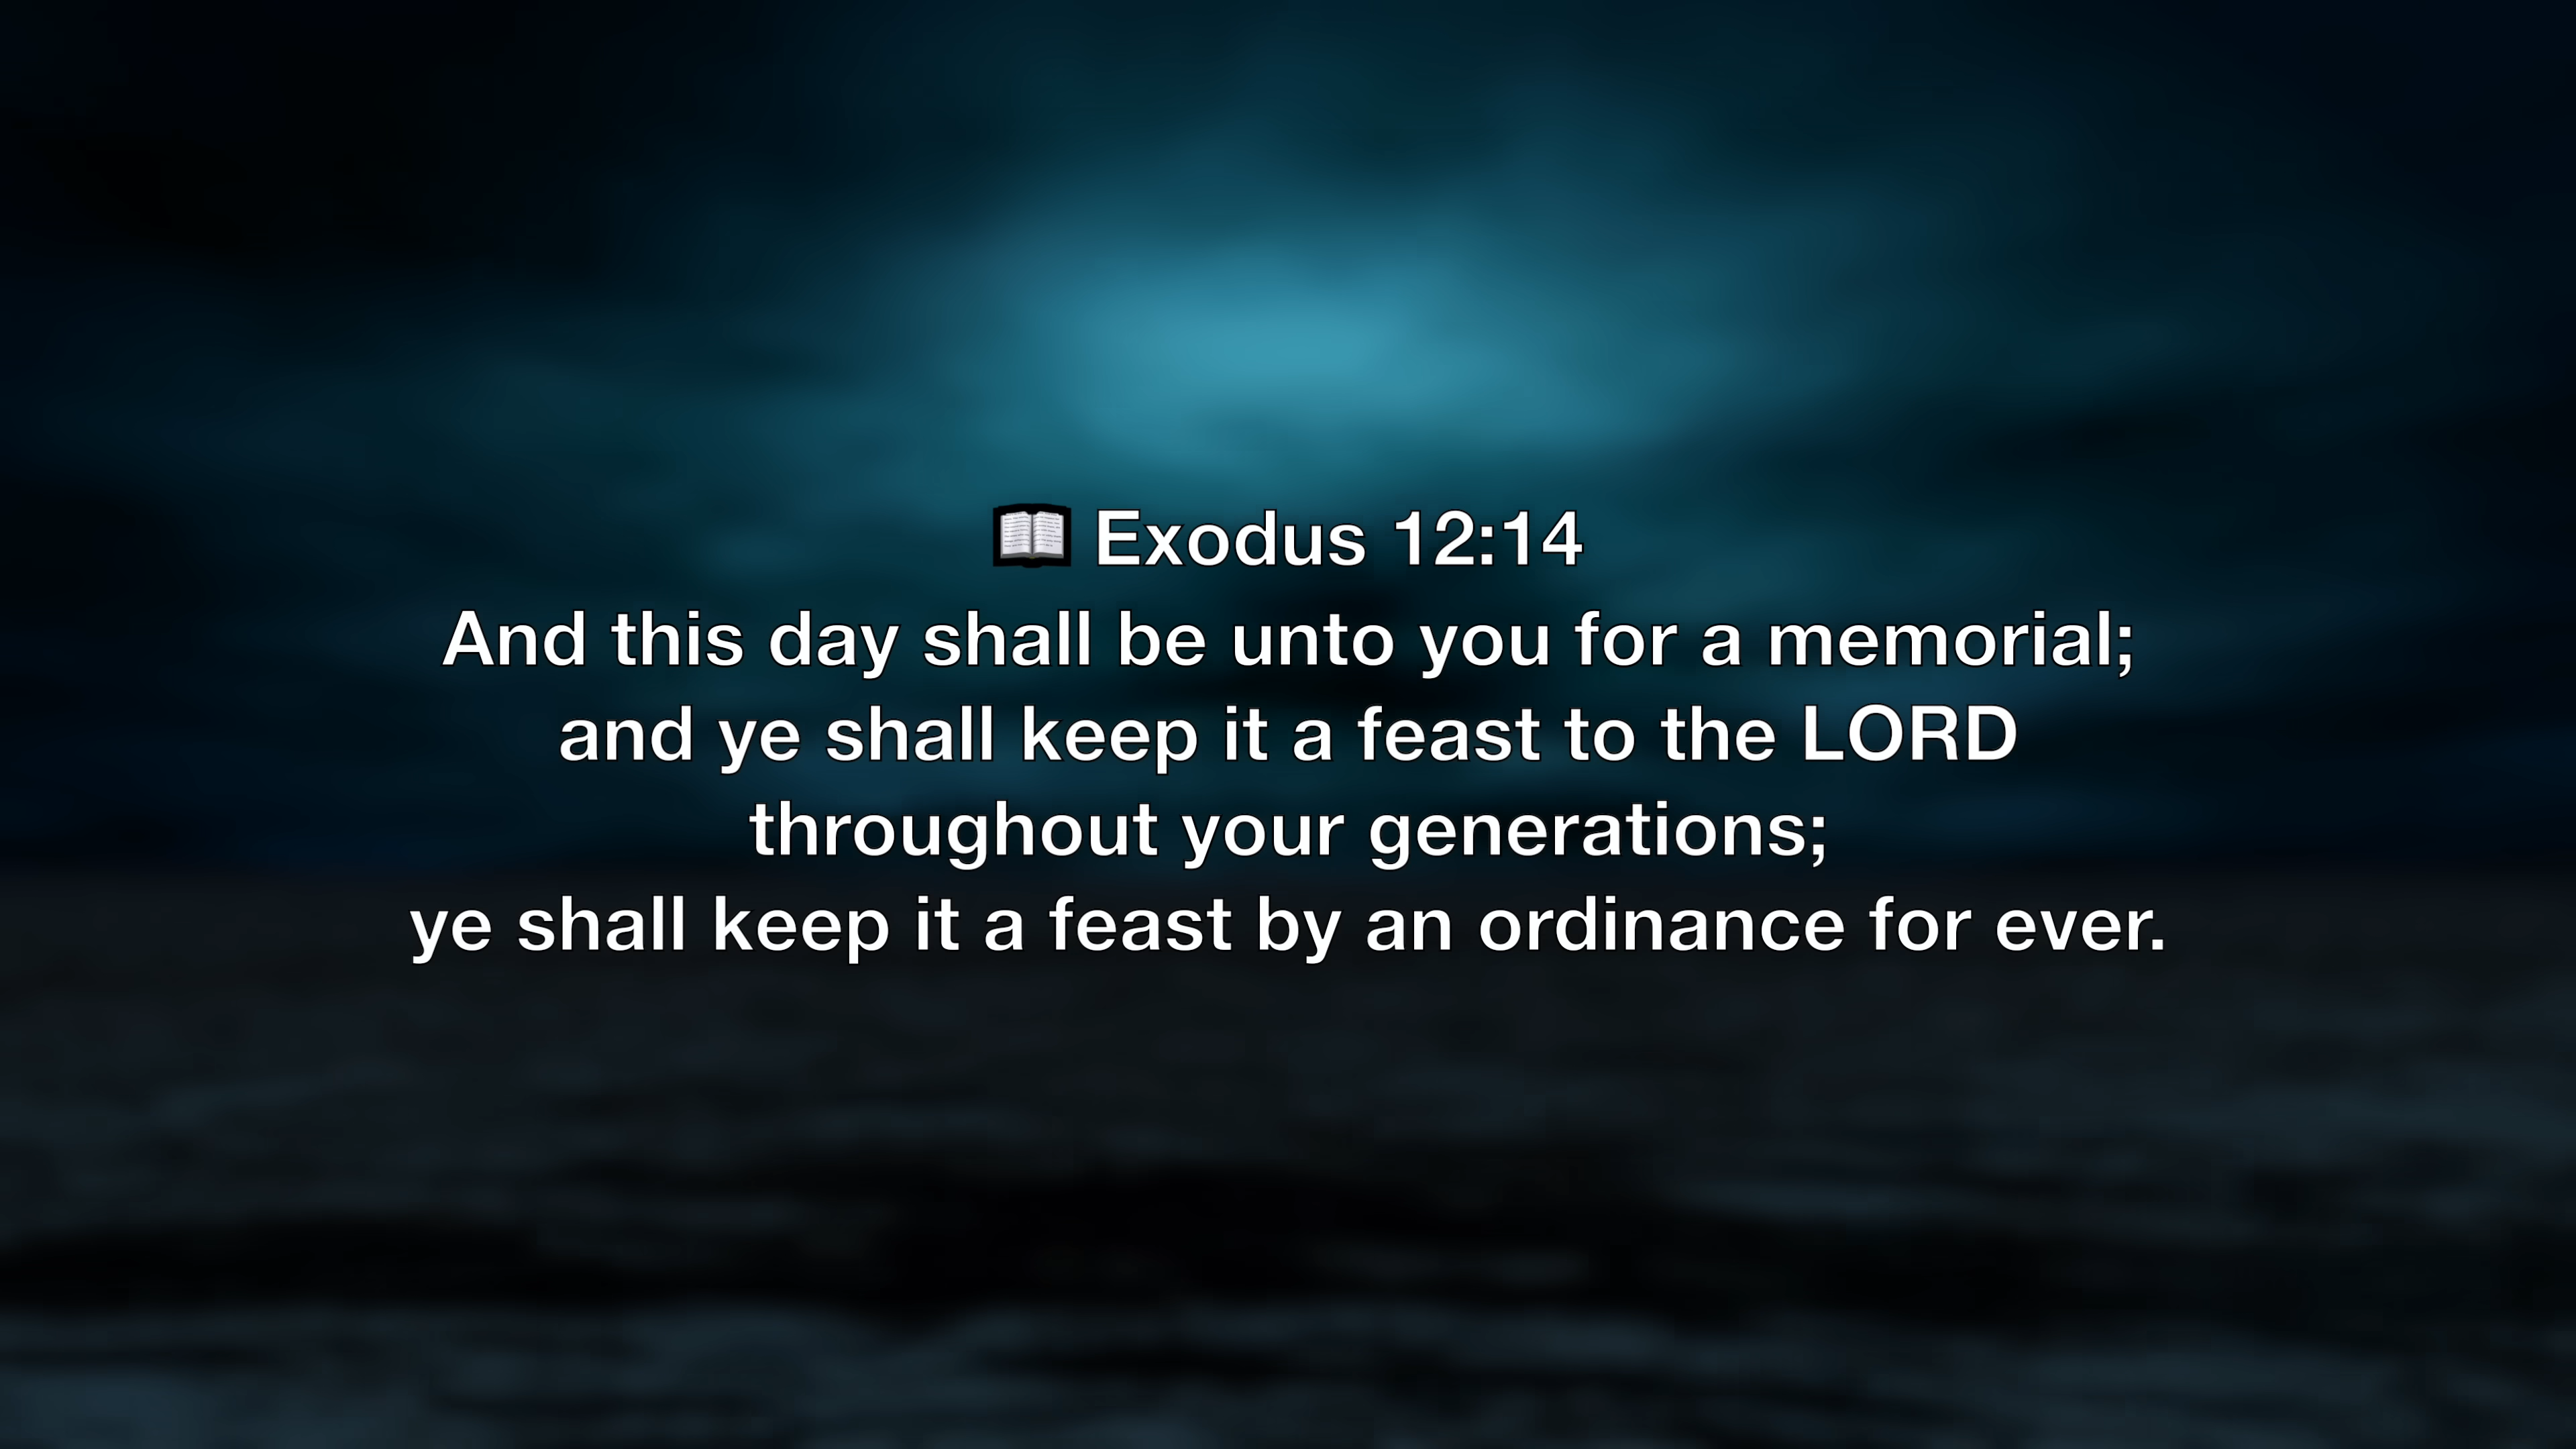 📖 Exodus 12:14
And this day shall be unto you for a memorial;
and ye shall keep it a feast to the LORD
throughout your generations;
ye shall keep it a feast by an ordinance for ever.